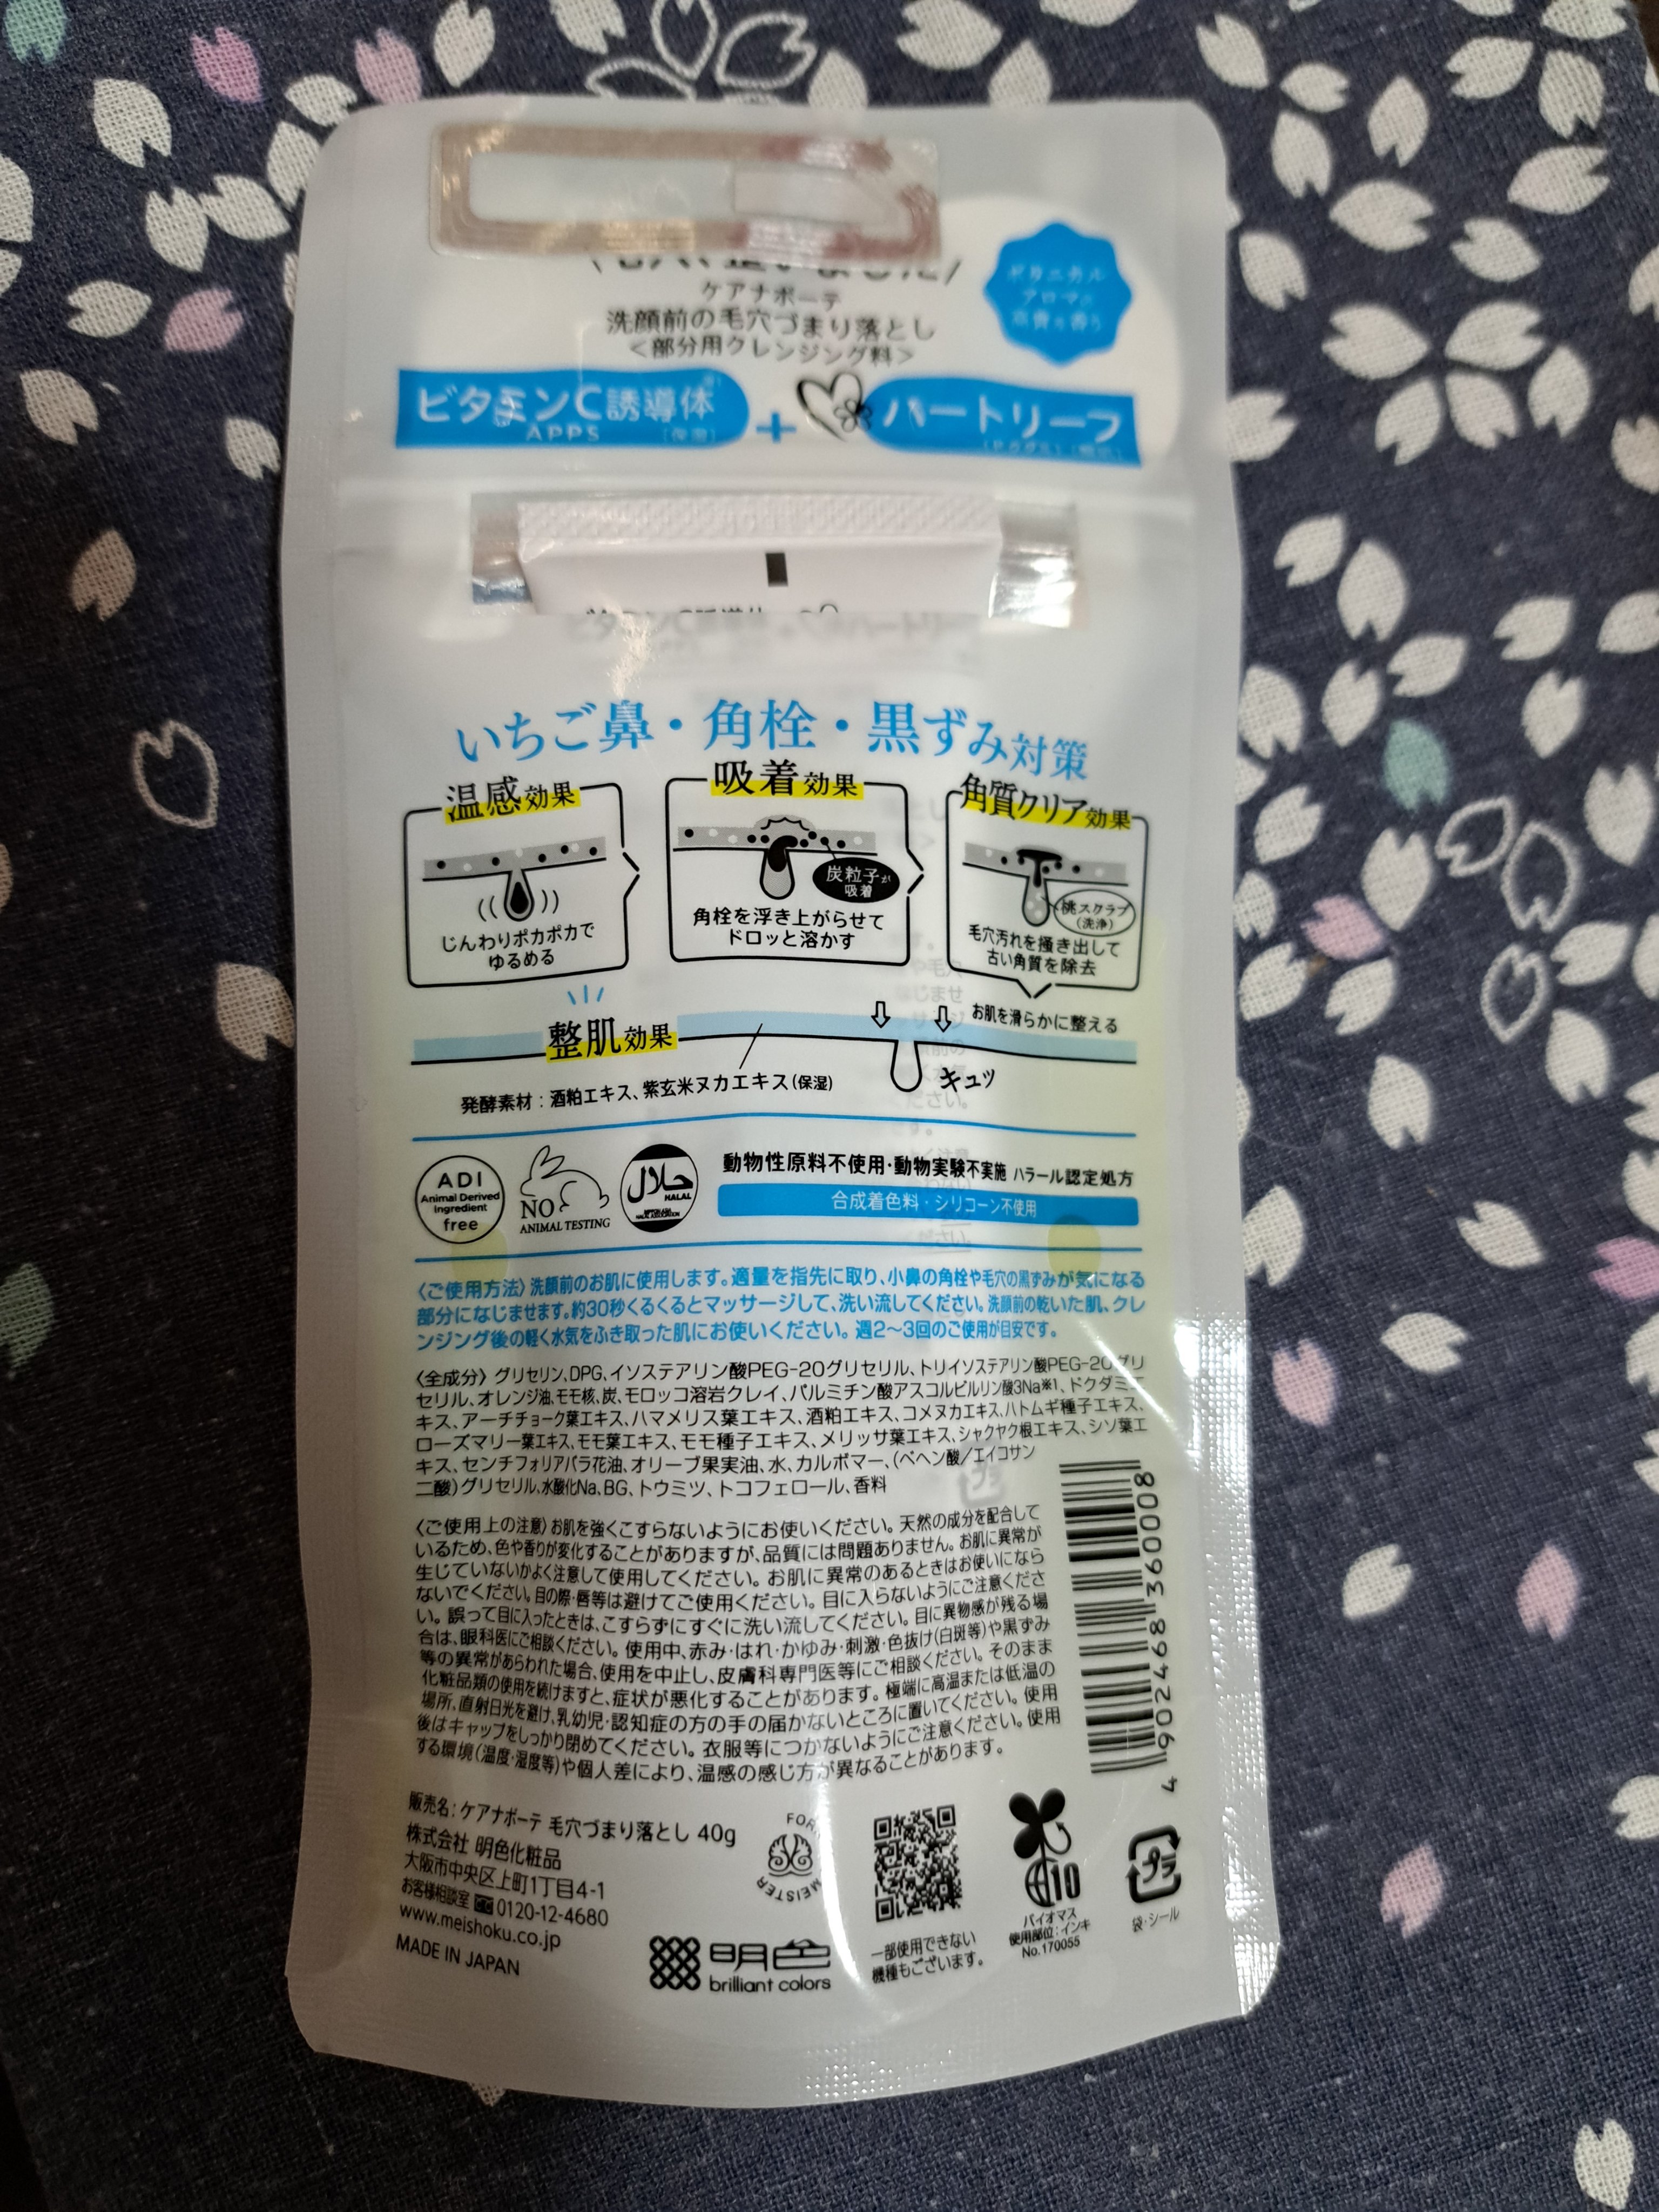 ケアナボーテ
洗顔前の毛穴づまり落とし
＜部分用クレンジング料＞
ボタニカル
アロマの
ビタミンC誘導体
APPS
[保湿]
+
ハートリーフ
いちご鼻・角栓・黒ずみ対策
温感効果
じんわりポカポカで
ゆるめる
吸着効果
炭粒子が
吸着
角栓を浮き上がらせて
ドロッと溶かす
角質クリア効果
桃スクラブ
(洗浄)
毛穴汚れを掻き出して
古い角質を除去
お肌を滑らかに整える
整肌効果
キュッ
発酵素材：酒粕エキス、紫玄米ヌカエキス(保湿)
ADI
Animal Derived
Ingredient
free
NO
ANIMAL TESTING
حلال
HALAL
動物性原料不使用・動物実験不実施 ハラール認定処方
合成着色料・シリコーン不使用
〈ご使用方法〉洗顔前のお肌に使用します。適量を指先に取り、小鼻の角栓や毛穴の黒ずみが気になる
部分になじませます。約30秒くるくるとマッサージして、洗い流してください。洗顔前の乾いた肌、クレ
ンジング後の軽く水気をふき取った肌にお使いください。週2～3回のご使用が目安です。
〈全成分〉グリセリン、DPG、イソステアリン酸PEG-20グリセリル、トリイソステアリン酸PEG-20グリ
セリル、オレンジ油、モモ核、炭、モロッコ溶岩クレイ、パルミチン酸アスコルビルリン酸3Na※1、ドクダミエ
キス、アーチチョーク葉エキス、ハマメリス葉エキス、酒粕エキス、コメヌカエキス、ハトムギ種子エキス、
ローズマリー葉エキス、モモ葉エキス、モモ種子エキス、メリッサ葉エキス、シャクヤク根エキス、シソ葉エ
キス、センチフォリアバラ花油、オリーブ果実油、水、カルボマー、(ベヘン酸／エイコサン
二酸)グリセリル、水酸化Na、BG、トウミツ、トコフェロール、香料
〈ご使用上の注意〉お肌を強くこすらないようにお使いください。天然の成分を配合して
いるため、色や香りが変化することがありますが、品質には問題ありません。お肌に異常が
生じていないかよく注意して使用してください。お肌に異常のあるときはお使いになら
ないでください。目の際・唇等は避けてご使用ください。目に入らないようにご注意くださ
い。誤って目に入ったときは、こすらずにすぐに洗い流してください。目に異物感が残る場
合は、眼科医にご相談ください。使用中、赤み・はれ・かゆみ・刺激・色抜け(白斑等)や黒ずみ
等の異常があらわれた場合、使用を中止し、皮膚科専門医等にご相談ください。そのまま
化粧品類の使用を続けますと、症状が悪化することがあります。極端に高温または低温の
場所、直射日光を避け、乳幼児・認知症の方の手の届かないところに置いてください。使用
後はキャップをしっかり閉めてください。衣服等につかないようにご注意ください。使用
する環境(温度・湿度等)や個人差により、温感の感じ方が異なることがあります。
4 902468 360008
販売名：ケアナボーテ 毛穴づまり落とし 40g
株式会社 明色化粧品
大阪市中央区上町1丁目4-1
お客様相談室 0120-12-4680
www.meishoku.co.jp
MADE IN JAPAN
MEISTER
明色
brilliant colors
一部使用できない
機種もございます。
10
バイオマス
使用部位：インキ
No.170055
プラ
袋・シール